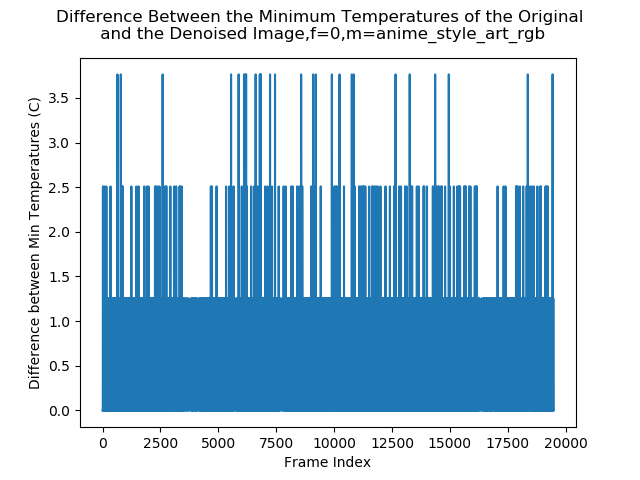 Difference Between the Minimum Temperatures of the Original
and the Denoised Image,f=0,m=anime_style_art_rgb
Difference between Min Temperatures (C)
3.5
3.0
2.5
2.0
1.5
1.0
0.5
0.0
0 2500 5000 7500 10000 12500 15000 17500 20000
Frame Index